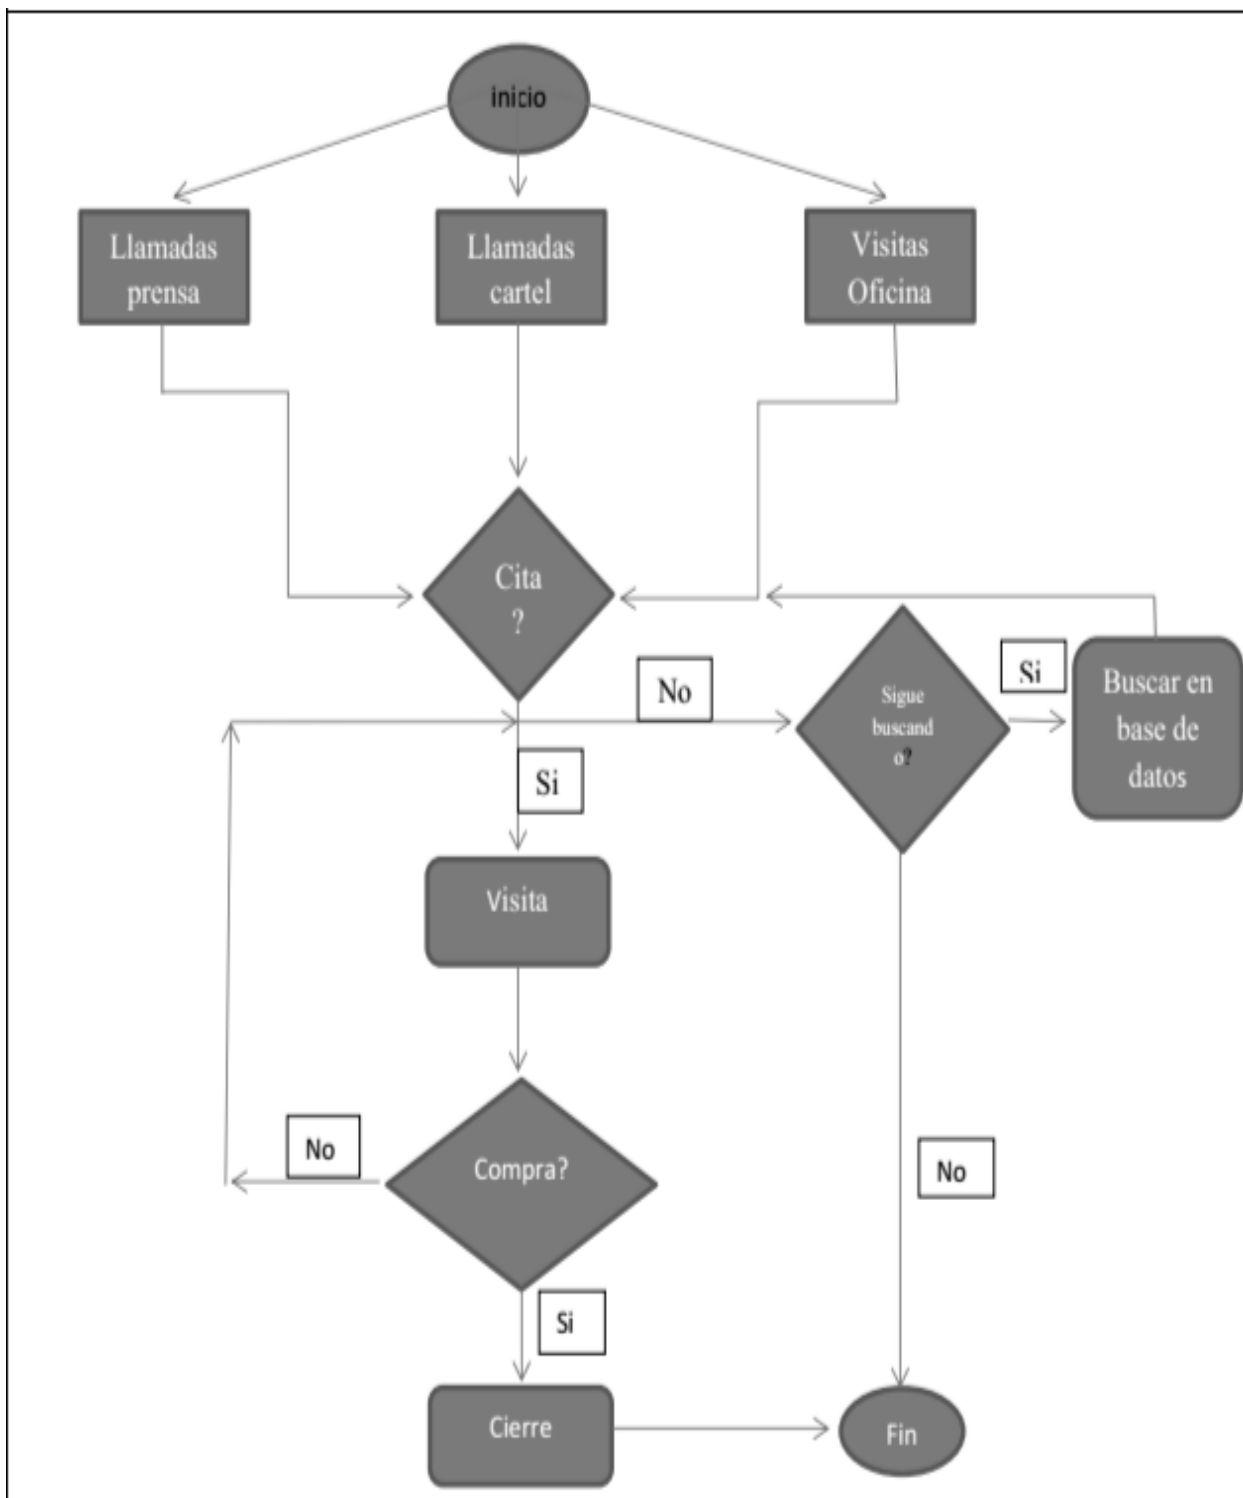 inicio
Llamadas
prensa
Llamadas
cartel
Visitas
Oficina
Cita
?
No
Sigue
buscand
o?
Si
Buscar en
base de
datos
Si
Visita
No
Compra?
No
Si
Cierre
Fin